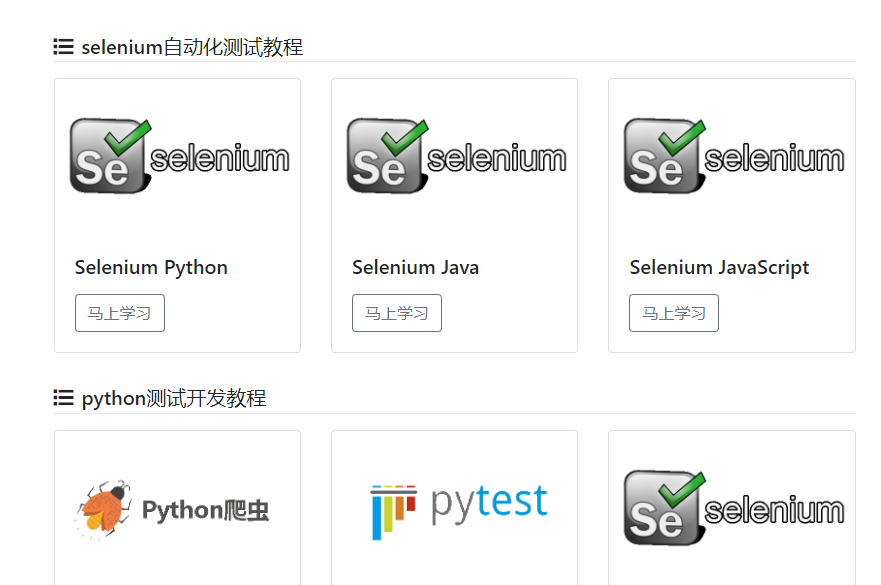 selenium自动化测试教程
Se selenium
Se selenium
Se selenium
Selenium Python
Selenium Java
Selenium JavaScript
马上学习
马上学习
马上学习
python测试开发教程
Python爬虫
pytest
Se selenium